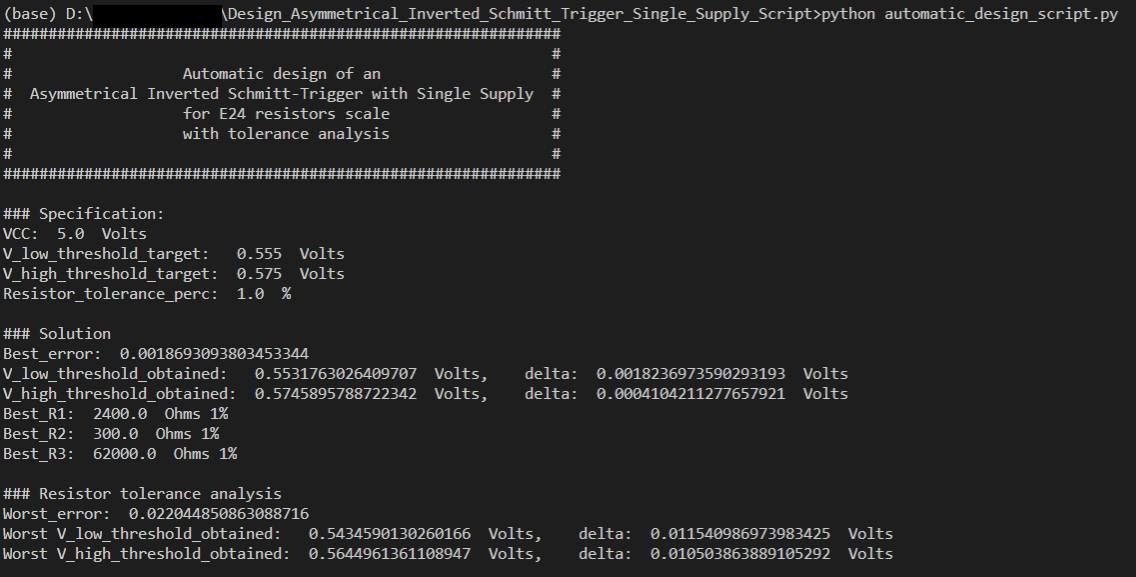 (base) D:\ \Design_Asymmetrical_Inverted_Schmitt_Trigger_Single_Supply_Script>python automatic_design_script.py
##############################################################
#                                                            #
#                   Automatic design of an                   #
#  Asymmetrical Inverted Schmitt-Trigger with Single Supply  #
#                   for E24 resistors scale                  #
#                   with tolerance analysis                  #
#                                                            #
##############################################################
### Specification:
VCC:  5.0  Volts
V_low_threshold_target:   0.555  Volts
V_high_threshold_target:  0.575  Volts
Resistor_tolerance_perc:  1.0  %
### Solution
Best_error:  0.0018693093803453344
V_low_threshold_obtained:   0.5531763026409707  Volts,    delta:  0.0018236973590293193  Volts
V_high_threshold_obtained:  0.5745895788722342  Volts,    delta:  0.0004104211277657921  Volts
Best_R1:  2400.0  Ohms 1%
Best_R2:  300.0  Ohms 1%
Best_R3:  62000.0  Ohms 1%
### Resistor tolerance analysis
Worst_error:  0.022044850863088716
Worst V_low_threshold_obtained:   0.5434590130260166  Volts,    delta:  0.011540986973983425  Volts
Worst V_high_threshold_obtained:  0.5644961361108947  Volts,    delta:  0.010503863889105292  Volts